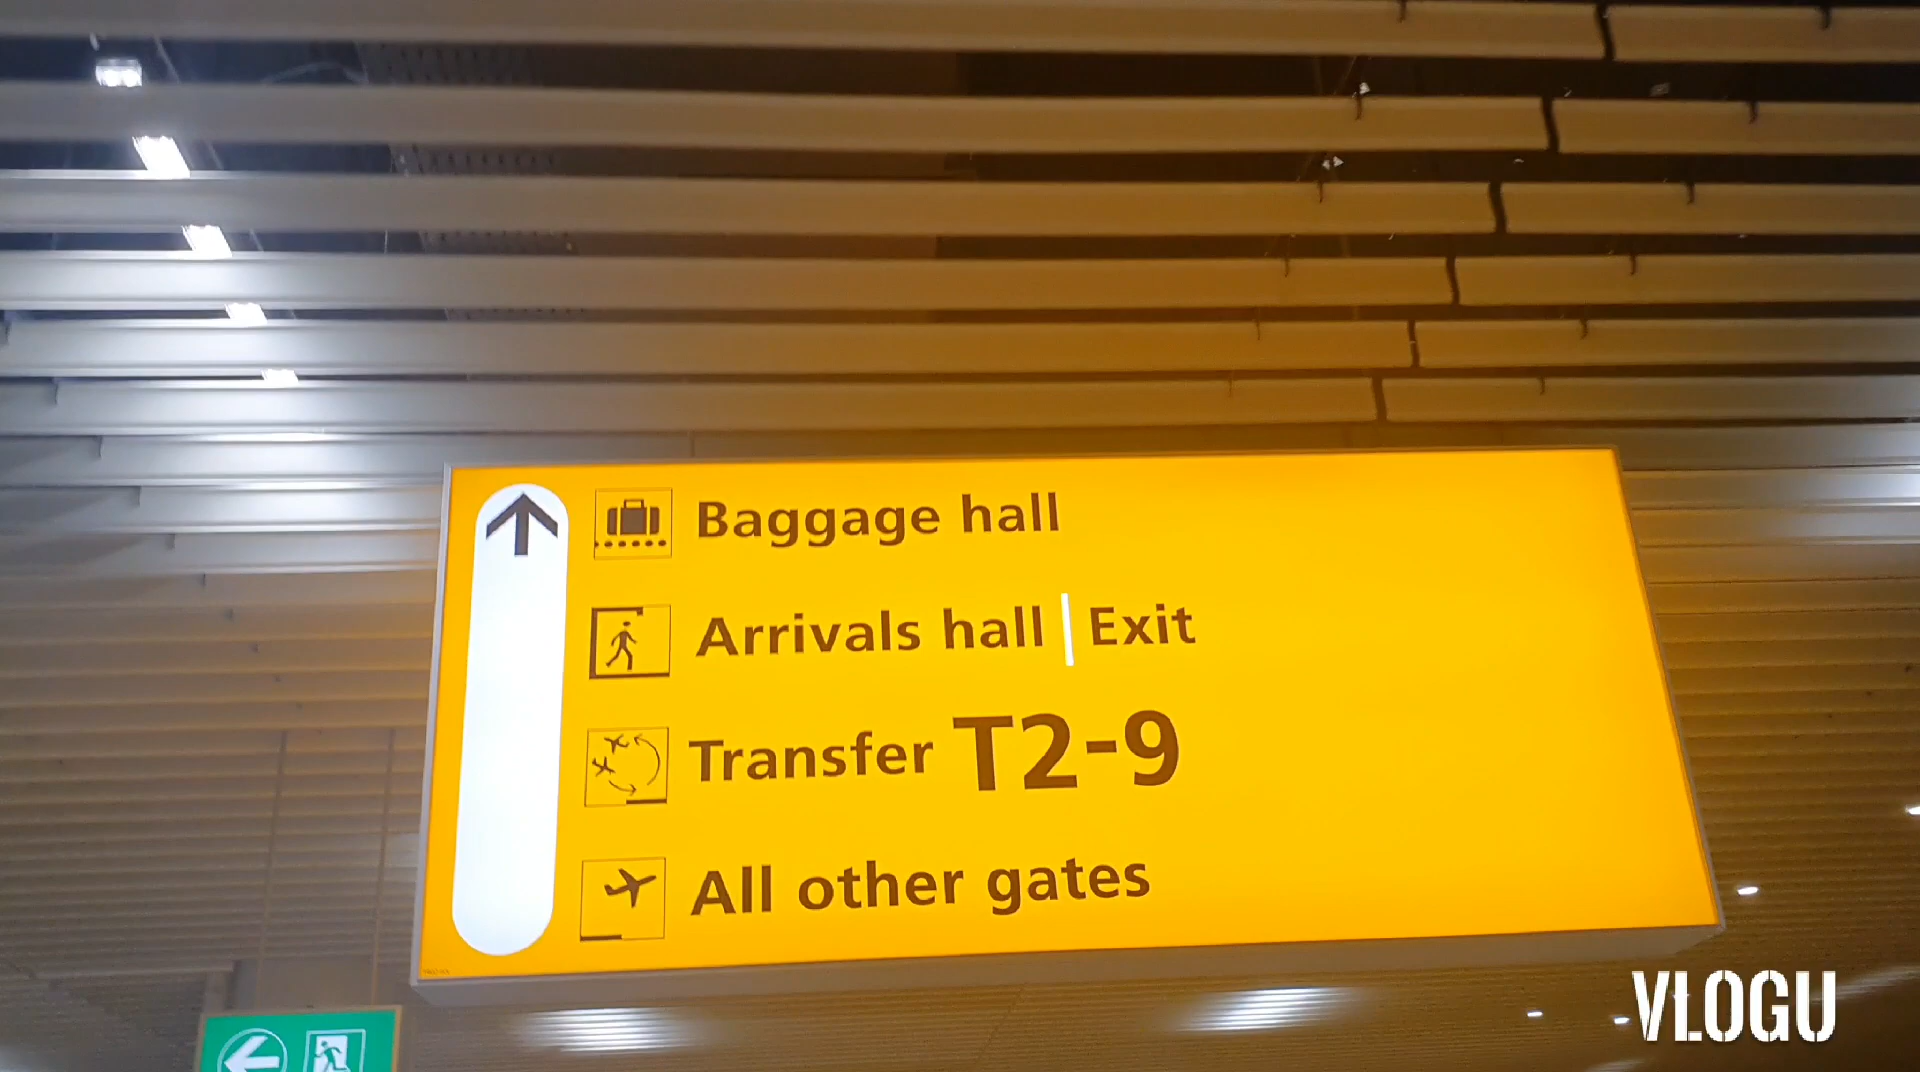 Baggage hall
Arrivals hall | Exit
Transfer T2-9
All other gates
VLOGU